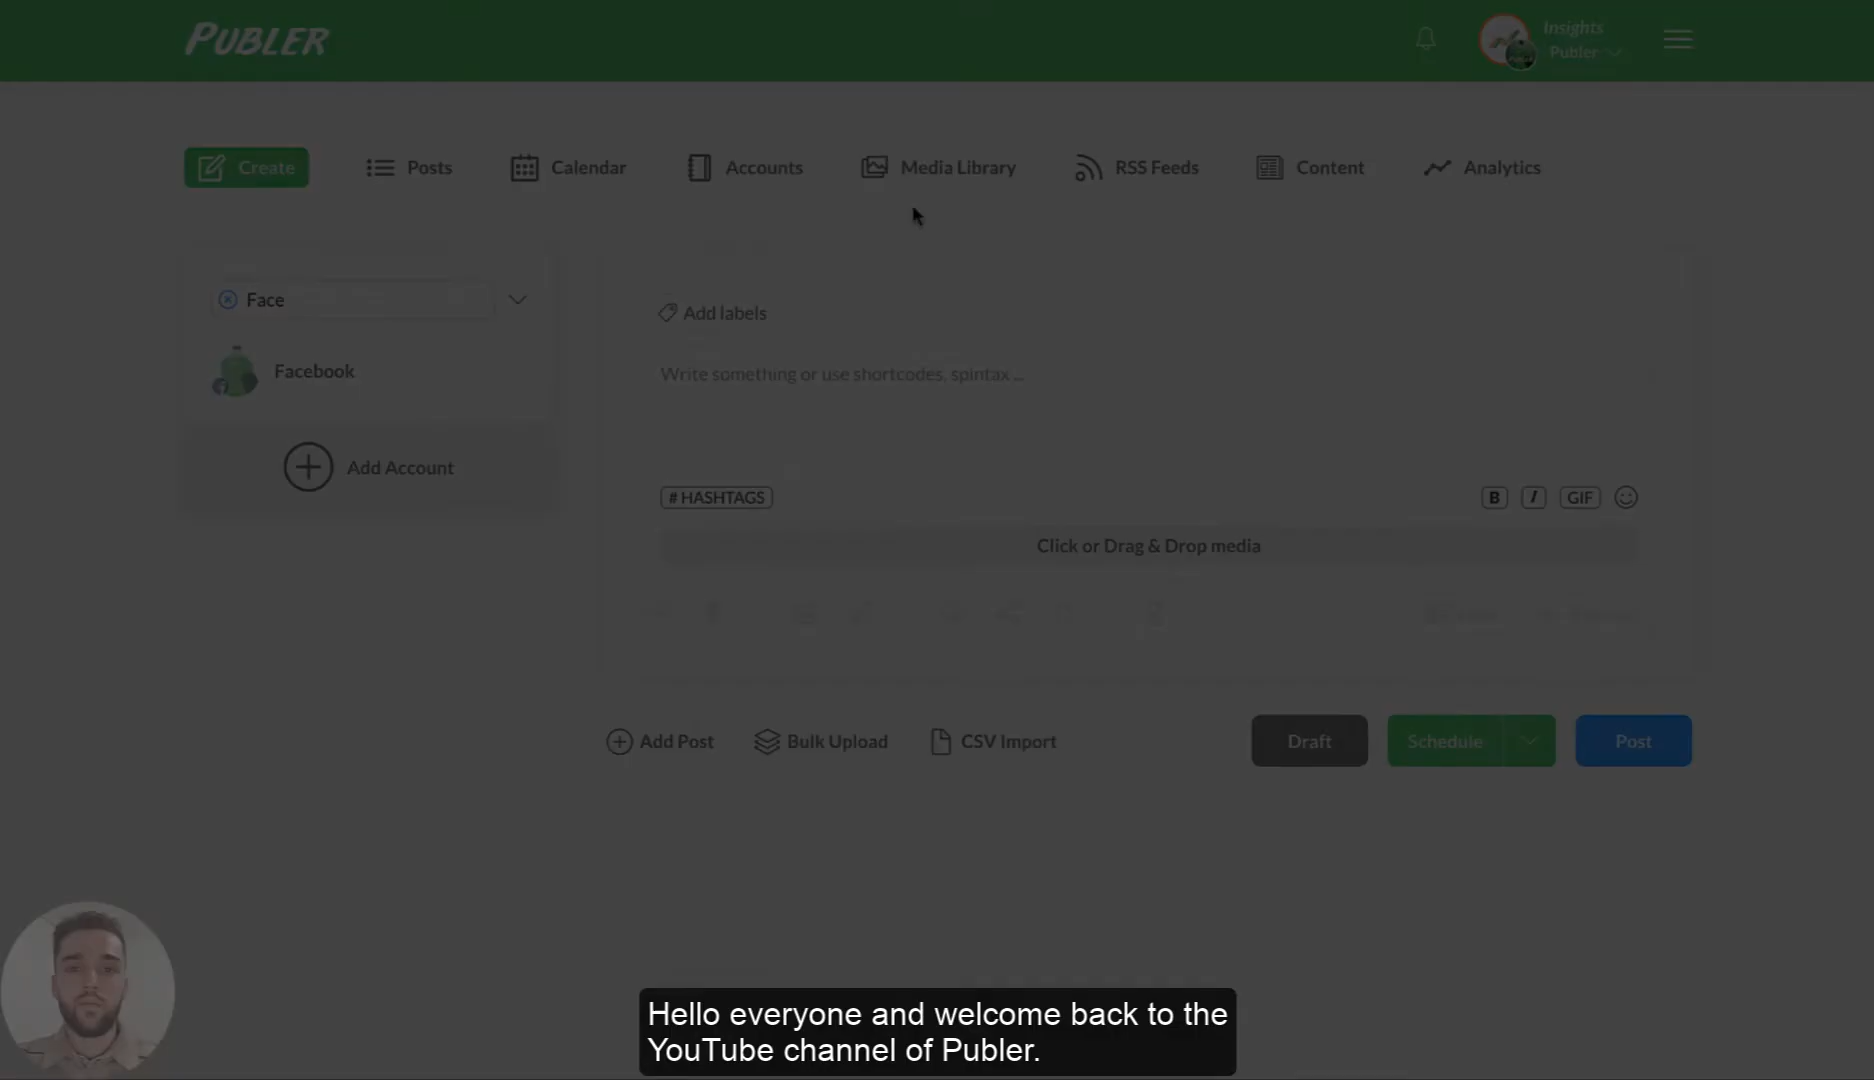 PUBLER
Insights
Publer
Create
Posts
Calendar
Accounts
Media Library
RSS Feeds
Content
Analytics
Face
Facebook
Add Account
Add labels
Write something or use shortcodes, spintax ...
# HASHTAGS
B
I
GIF
Click or Drag & Drop media
Add Post
Bulk Upload
CSV Import
Draft
Schedule
Post
Hello everyone and welcome back to the
YouTube channel of Publer.